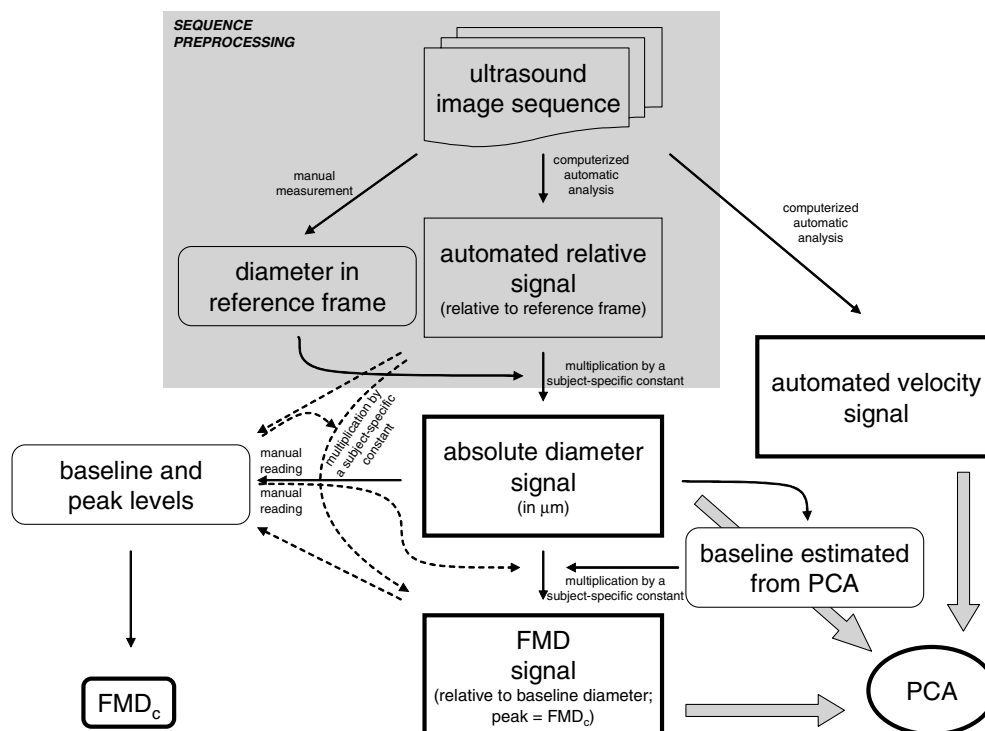 SEQUENCE
PREPROCESSING
ultrasound
image sequence
manual
measurement
computerized
automatic
analysis
computerized
automatic
analysis
diameter in
reference frame
automated relative
signal
(relative to reference frame)
multiplication by a
subject-specific constant
automated velocity
signal
multiplication by
a subject-specific
constant
baseline and
peak levels
manual
reading
manual
reading
absolute diameter
signal
(in μm)
baseline estimated
from PCA
multiplication by a
subject-specific constant
FMDc
FMD
signal
(relative to baseline diameter;
peak = FMDc)
PCA